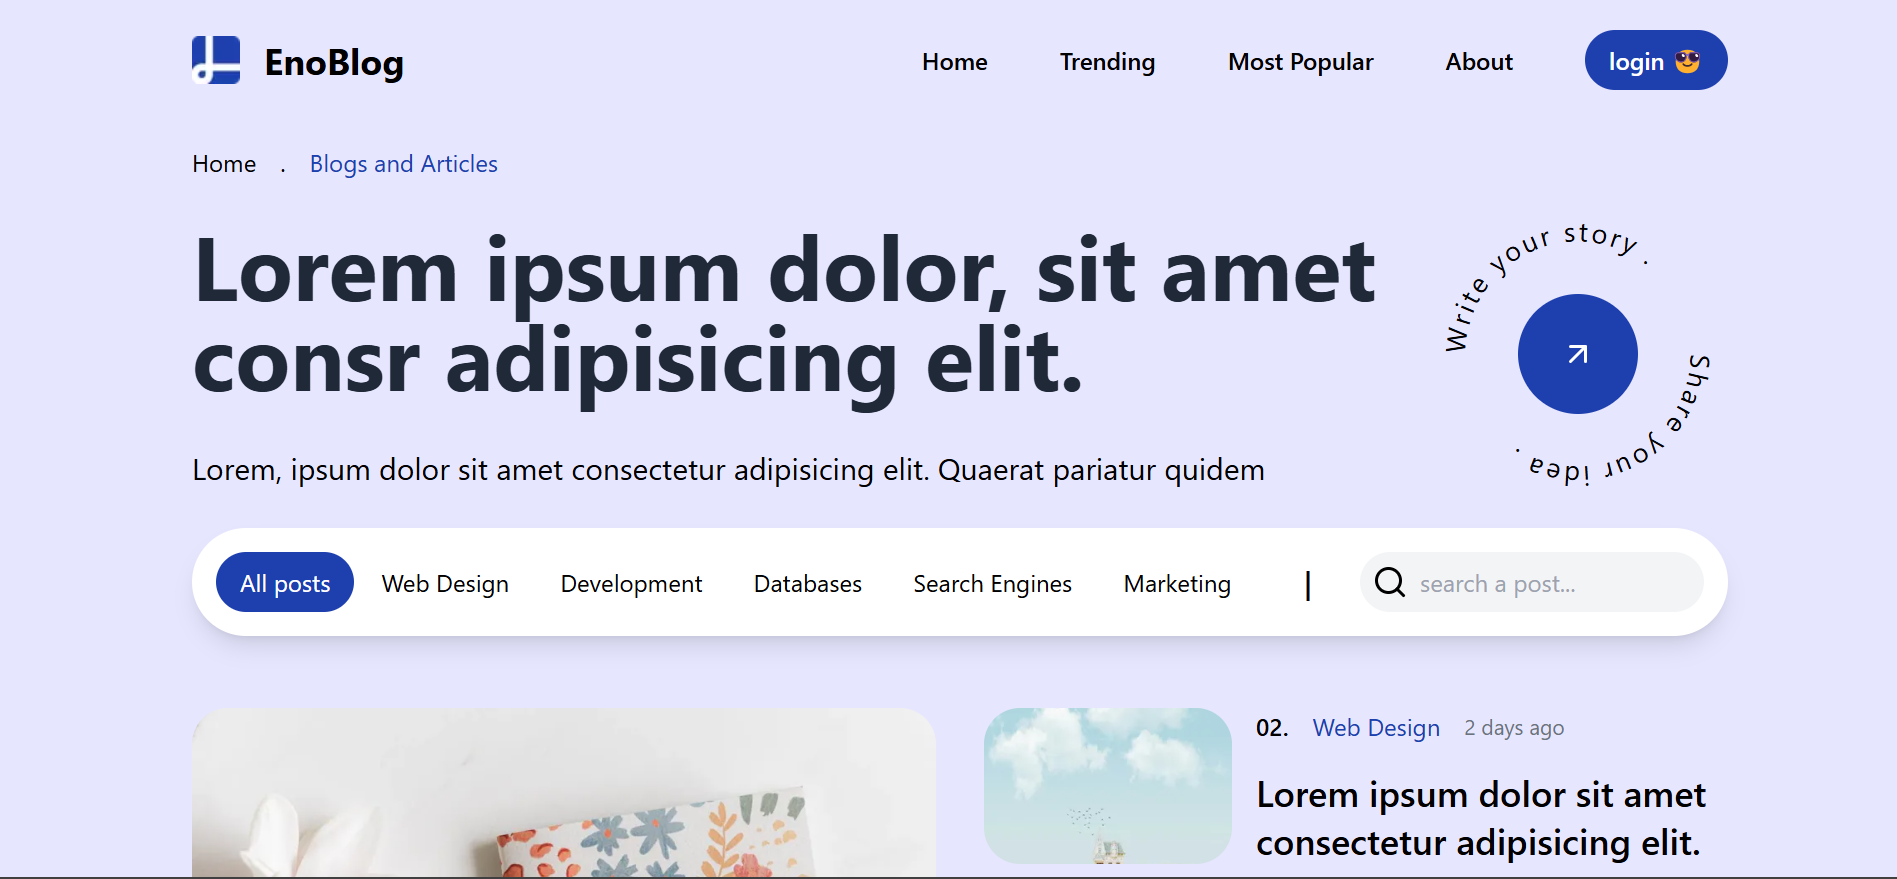 EnoBlog
Home
Trending
Most Popular
About
login 😎
Home . Blogs and Articles
Lorem ipsum dolor, sit amet
consr adipisicing elit.
Write your story .
Share your idea .
Lorem, ipsum dolor sit amet consectetur adipisicing elit. Quaerat pariatur quidem
All posts
Web Design
Development
Databases
Search Engines
Marketing
|
search a post...
02. Web Design 2 days ago
Lorem ipsum dolor sit amet
consectetur adipisicing elit.